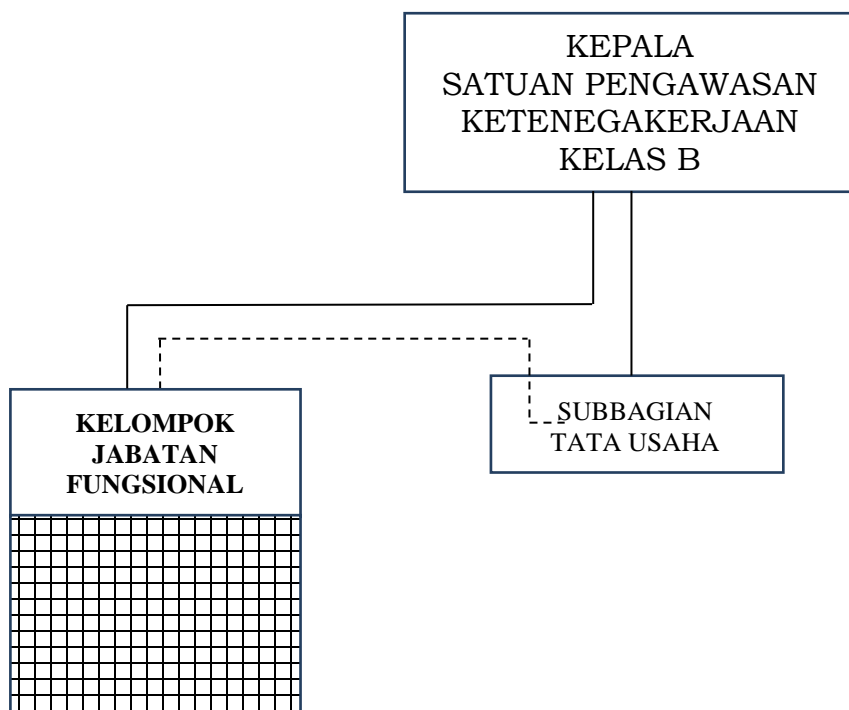 KEPALA
SATUAN PENGAWASAN
KETENEGAKERJAAN
KELAS B
SUBBAGIAN
TATA USAHA
KELOMPOK
JABATAN
FUNGSIONAL